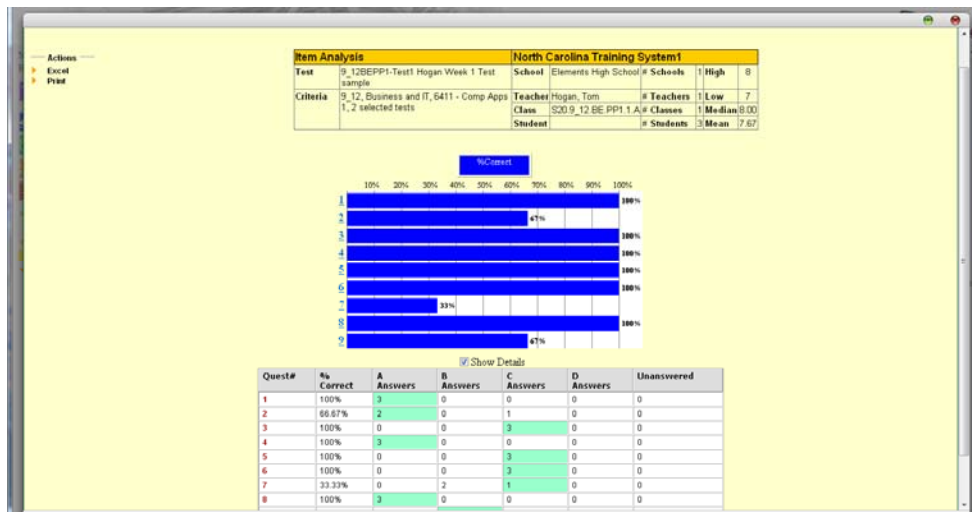 Actions
Excel
Print
Item Analysis North Carolina Training System1
Test 9_12BEPP1-Test1 Hogan Week 1 Test sample School Elements High School # Schools 1 High 8
Criteria 9_12, Business and IT, 6411 - Comp Apps 1, 2 selected tests Teacher Hogan, Tom # Teachers 1 Low 7
Class S20.9_12.BE.PP1.1.A # Classes 1 Median 8.00
Student # Students 3 Mean 7.67
%Correct
10% 20% 30% 40% 50% 60% 70% 80% 90% 100%
1 100%
2 67%
3 100%
4 100%
5 100%
6 100%
7 33%
8 100%
9 67%
Show Details
Quest# % Correct A Answers B Answers C Answers D Answers Unanswered
1 100% 3 0 0 0 0
2 66.67% 2 0 1 0 0
3 100% 0 0 3 0 0
4 100% 3 0 0 0 0
5 100% 0 0 3 0 0
6 100% 0 0 3 0 0
7 33.33% 0 2 1 0 0
8 100% 3 0 0 0 0